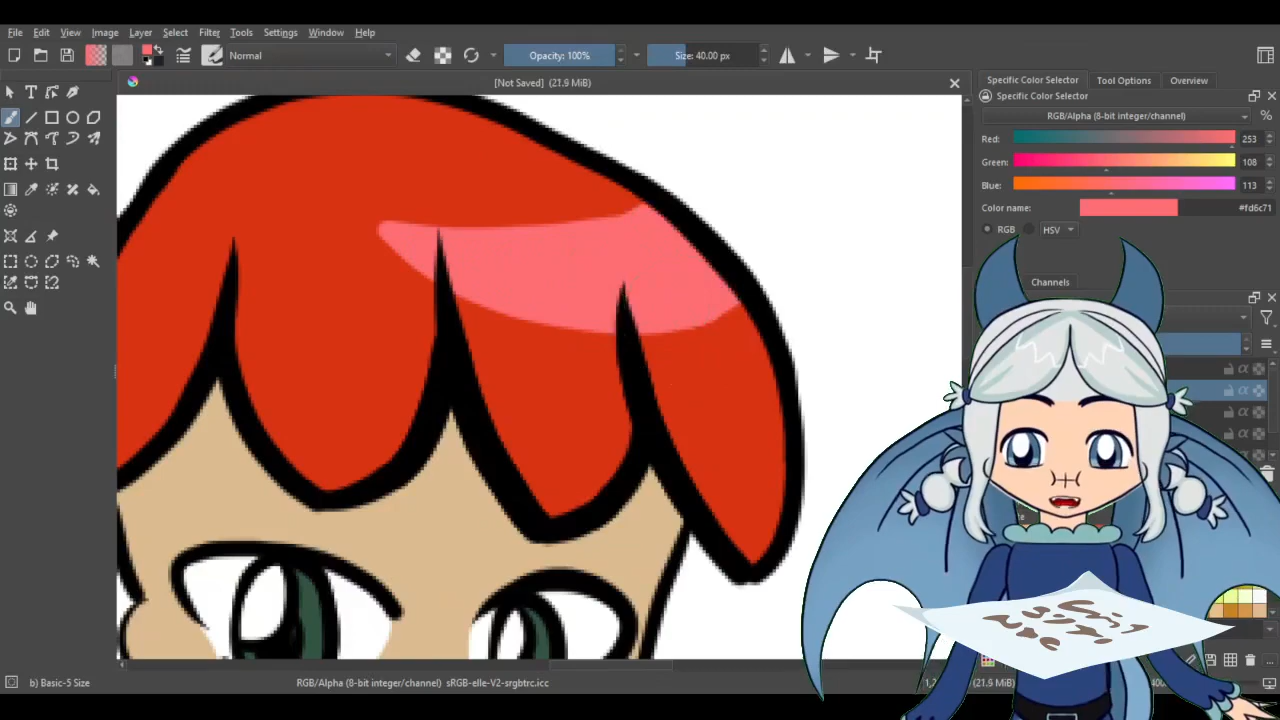 File Edit View Image Layer Select Filter Tools Settings Window Help
Normal Opacity: 100% Size: 40.00 px
[Not Saved] (21.9 MiB)
Specific Color Selector Tool Options Overview
Specific Color Selector
RGB/Alpha (8-bit integer/channel) %
Red: 253
Green: 108
Blue: 113
Color name: #fd6c71
RGB HSV
Channels
b) Basic-5 Size RGB/Alpha (8-bit integer/channel) sRGB-elle-V2-srgbtrc.icc (21.9 MiB)